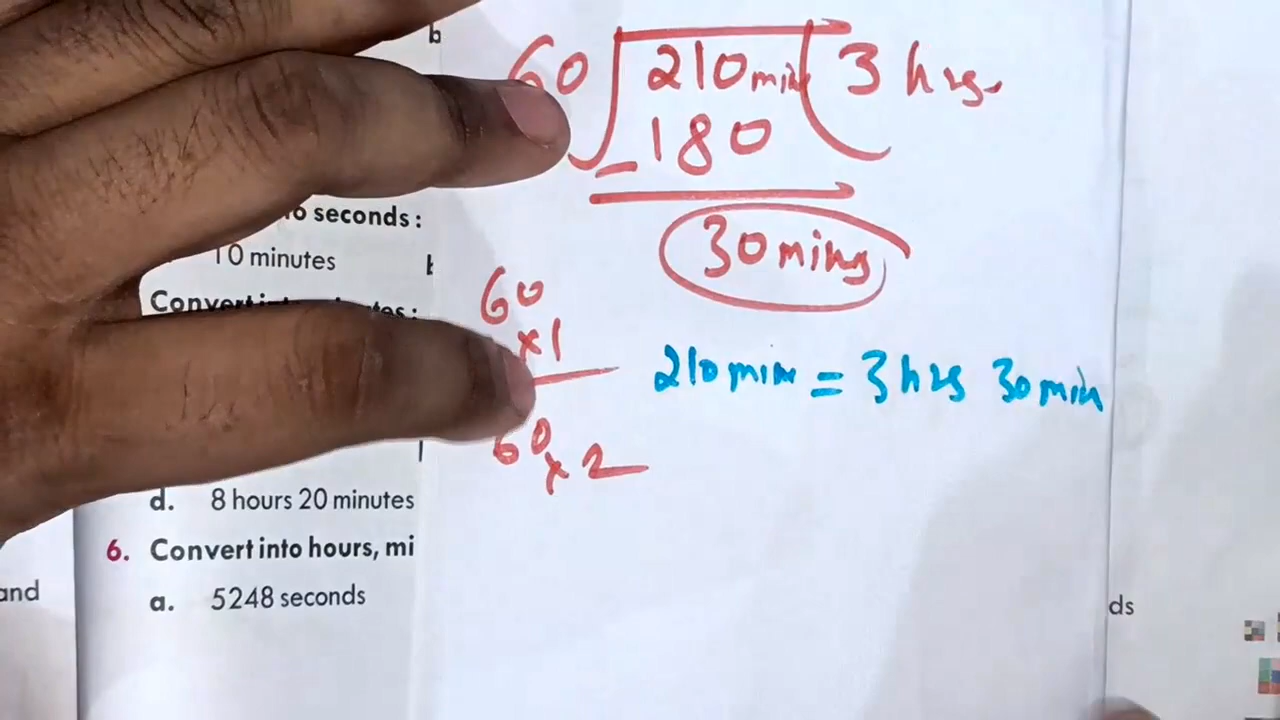 b
60 210 min 3 hrs.
- 180
30 mins
seconds :
10 minutes
Convert into
60
x1
210 min = 3 hrs 30 min
60 x 2
d. 8 hours 20 minutes
6. Convert into hours, mi
a. 5248 seconds
and
ds